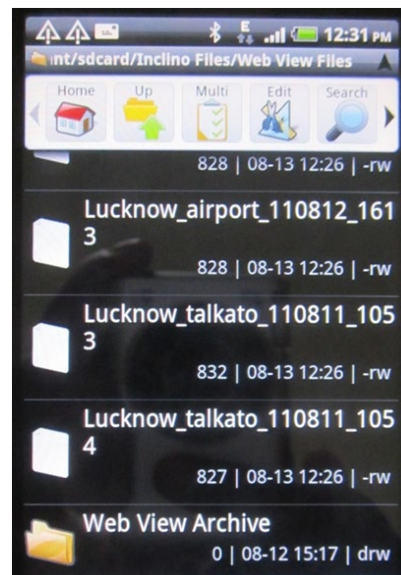 E
12:31 PM
nt/sdcard/Inclino Files/Web View Files
Home Up Multi Edit Search
828 | 08-13 12:26 | -rw
Lucknow_airport_110812_161
3
828 | 08-13 12:26 | -rw
Lucknow_talkato_110811_105
3
832 | 08-13 12:26 | -rw
Lucknow_talkato_110811_105
4
827 | 08-13 12:26 | -rw
Web View Archive
0 | 08-12 15:17 | drw